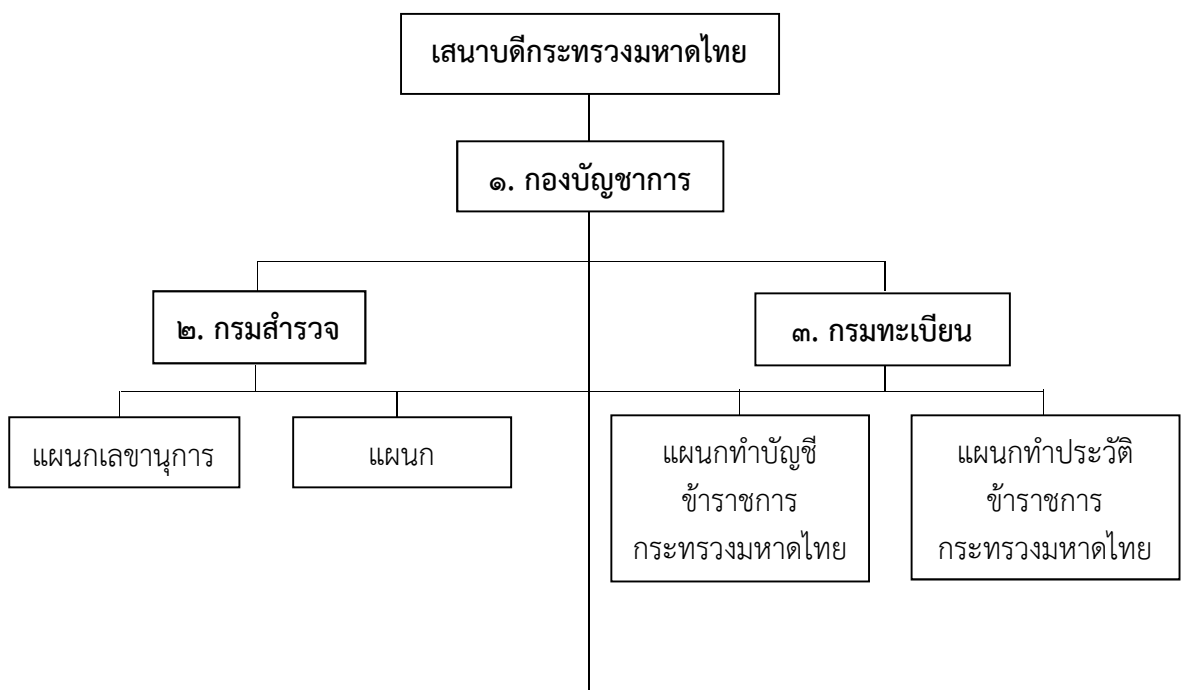 เสนาบดีกระทรวงมหาดไทย
๑. กองบัญชาการ
๒. กรมสำรวจ
๓. กรมทะเบียน
แผนกเลขานุการ
แผนก
แผนกทำบัญชี
ข้าราชการ
กระทรวงมหาดไทย
แผนกทำประวัติ
ข้าราชการ
กระทรวงมหาดไทย